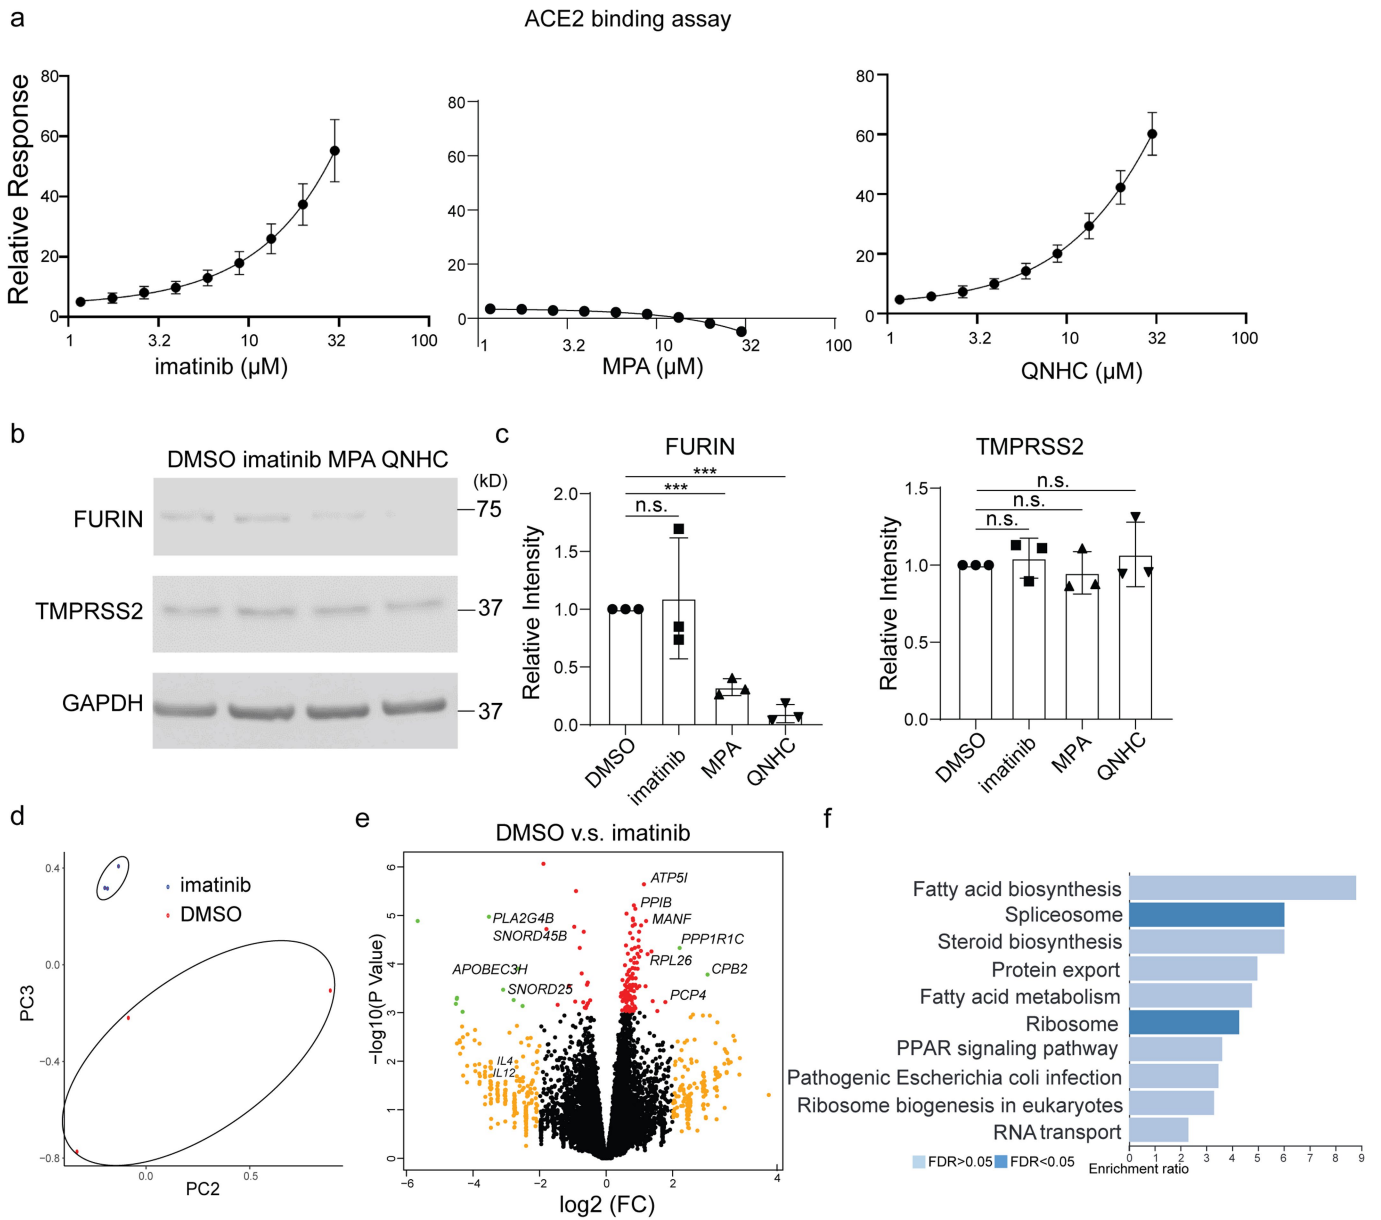 a
ACE2 binding assay
Relative Response
80
60
40
20
0
1 3.2 10 32 100
imatinib (µM)
80
60
40
20
0
1 3.2 10 32 100
MPA (µM)
80
60
40
20
0
1 3.2 10 32 100
QNHC (µM)
b
DMSO imatinib MPA QNHC
(kD)
FURIN
75
TMPRSS2
37
GAPDH
37
c
FURIN
***
***
n.s.
Relative Intensity
2.0
1.5
1.0
0.5
0.0
DMSO
imatinib
MPA
QNHC
TMPRSS2
n.s.
n.s.
n.s.
Relative Intensity
1.5
1.0
0.5
0.0
DMSO
imatinib
MPA
QNHC
d
imatinib
DMSO
PC3
0.4
0.0
−0.4
−0.8
0.0 0.5
PC2
e
DMSO v.s. imatinib
−log10(P Value)
6
5
4
3
2
1
0
ATP5I
PPIB
PLA2G4B
MANF
SNORD45B
PPP1R1C
RPL26
APOBEC3H
CPB2
SNORD25
PCP4
IL4
IL12
−6 −4 −2 0 2 4
log2 (FC)
f
Fatty acid biosynthesis
Spliceosome
Steroid biosynthesis
Protein export
Fatty acid metabolism
Ribosome
PPAR signaling pathway
Pathogenic Escherichia coli infection
Ribosome biogenesis in eukaryotes
RNA transport
0 1 2 3 4 5 6 7 8 9
FDR>0.05 FDR<0.05
Enrichment ratio